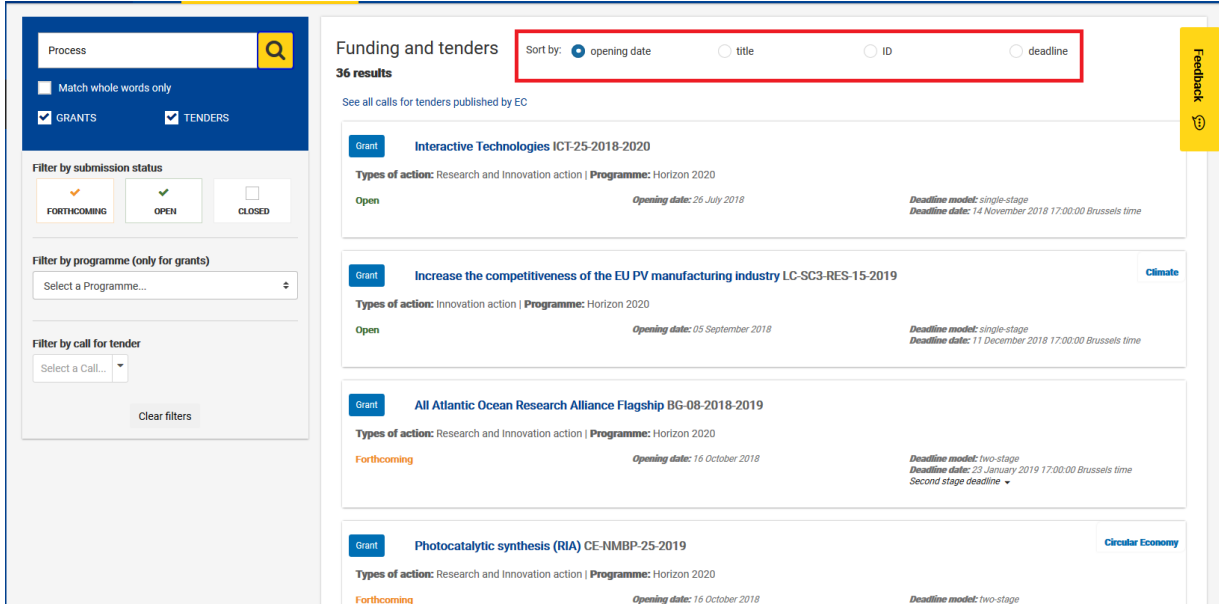 Process
Match whole words only
GRANTS
TENDERS
Filter by submission status
FORTHCOMING
OPEN
CLOSED
Filter by programme (only for grants)
Select a Programme...
Filter by call for tender
Select a Call...
Clear filters
Funding and tenders
Sort by: opening date title ID deadline
36 results
See all calls for tenders published by EC
Grant Interactive Technologies ICT-25-2018-2020
Types of action: Research and Innovation action | Programme: Horizon 2020
Open Opening date: 26 July 2018 Deadline model: single-stage
Deadline date: 14 November 2018 17:00:00 Brussels time
Grant Increase the competitiveness of the EU PV manufacturing industry LC-SC3-RES-15-2019 Climate
Types of action: Innovation action | Programme: Horizon 2020
Open Opening date: 05 September 2018 Deadline model: single-stage
Deadline date: 11 December 2018 17:00:00 Brussels time
Grant All Atlantic Ocean Research Alliance Flagship BG-08-2018-2019
Types of action: Research and Innovation action | Programme: Horizon 2020
Forthcoming Opening date: 16 October 2018 Deadline model: two-stage
Deadline date: 23 January 2019 17:00:00 Brussels time
Second stage deadline
Grant Photocatalytic synthesis (RIA) CE-NMBP-25-2019 Circular Economy
Types of action: Research and Innovation action | Programme: Horizon 2020
Forthcoming Opening date: 16 October 2018 Deadline model: two-stage
Feedback